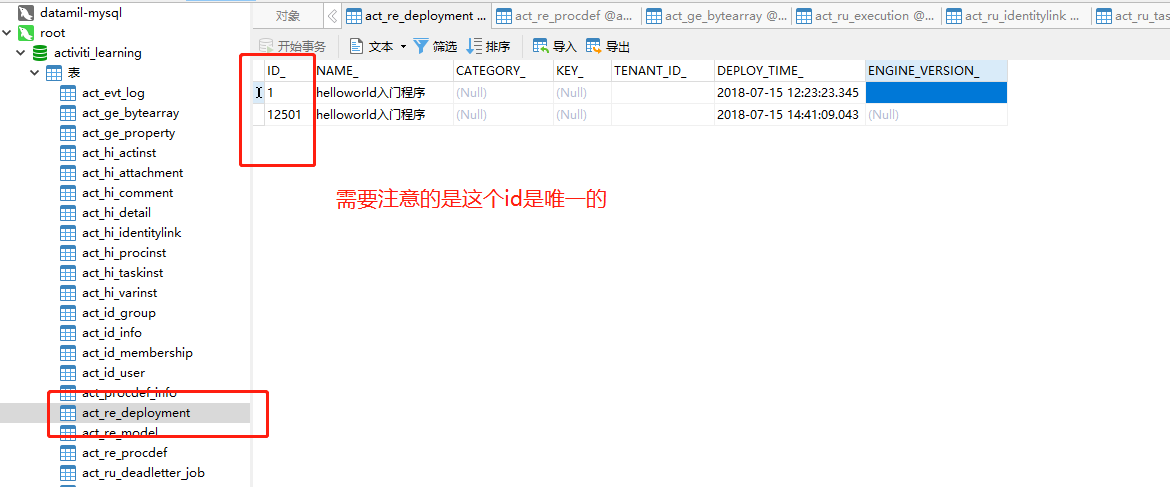 datamil-mysql
root
activiti_learning
表
act_evt_log
act_ge_bytearray
act_ge_property
act_hi_actinst
act_hi_attachment
act_hi_comment
act_hi_detail
act_hi_identitylink
act_hi_procinst
act_hi_taskinst
act_hi_varinst
act_id_group
act_id_info
act_id_membership
act_id_user
act_procdef_info
act_re_deployment
act_re_model
act_re_procdef
act_ru_deadletter_job
对象 act_re_deployment ... act_re_procdef @a... act_ge_bytearray @... act_ru_execution @... act_ru_identitylink ... act_ru_tas
开始事务 文本 筛选 排序 导入 导出
ID_ NAME_ CATEGORY_ KEY_ TENANT_ID_ DEPLOY_TIME_ ENGINE_VERSION_
1 helloworld入门程序 (Null) (Null) 2018-07-15 12:23:23.345
12501 helloworld入门程序 (Null) (Null) 2018-07-15 14:41:09.043 (Null)
需要注意的是这个id是唯一的